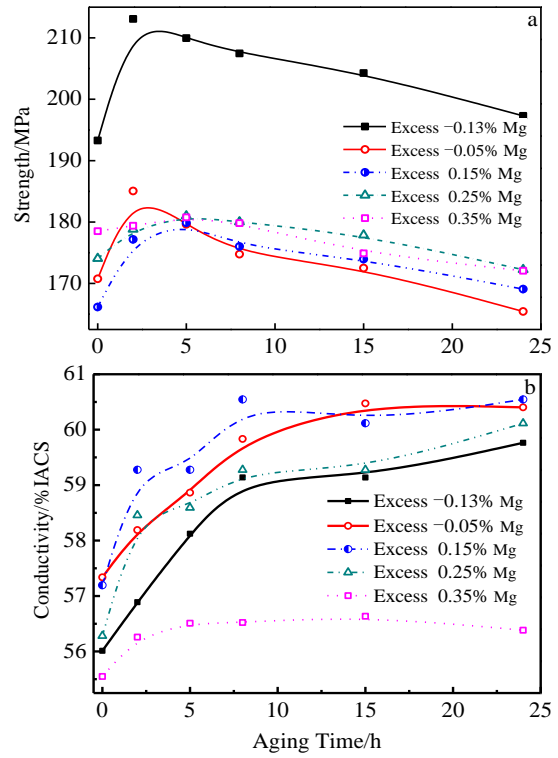 a
210
200
190
180
170
Strength/MPa
Excess −0.13% Mg
Excess −0.05% Mg
Excess 0.15% Mg
Excess 0.25% Mg
Excess 0.35% Mg
0 5 10 15 20 25
b
61
60
59
58
57
56
Conductivity/%IACS
Excess −0.13% Mg
Excess −0.05% Mg
Excess 0.15% Mg
Excess 0.25% Mg
Excess 0.35% Mg
0 5 10 15 20 25
Aging Time/h